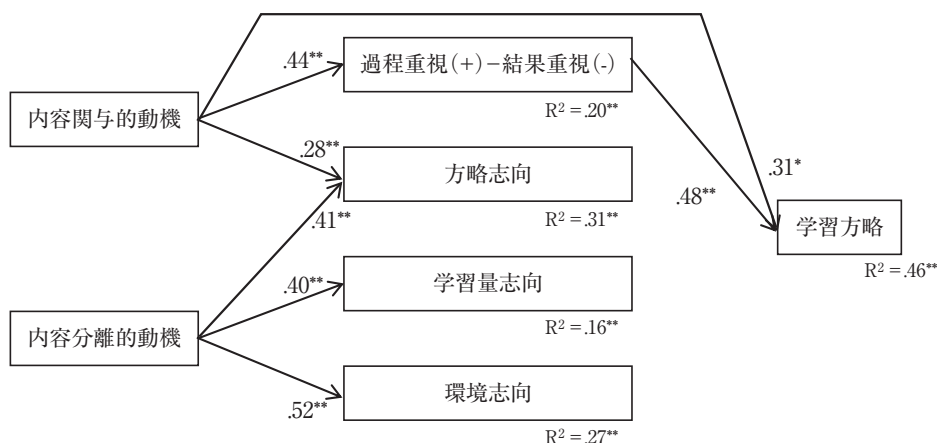 .44**
過程重視(+)−結果重視(-)
R² =.20**
内容関与的動機
.28**
方略志向
.31*
.41**
.48**
R² =.31**
学習方略
R² =.46**
.40**
学習量志向
R² =.16**
内容分離的動機
環境志向
.52**
R² =.27**